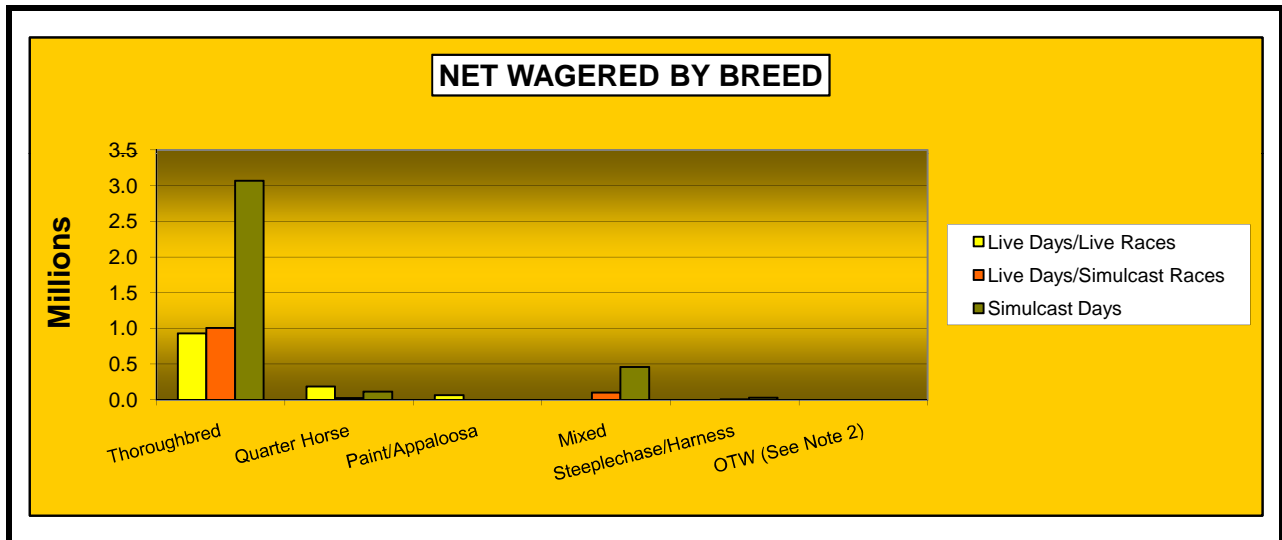 NET WAGERED BY BREED
3.5
3.0
2.5
2.0
1.5
1.0
0.5
0.0
Millions
Thoroughbred
Quarter Horse
Paint/Appaloosa
Mixed
Steeplechase/Harness
OTW (See Note 2)
Live Days/Live Races
Live Days/Simulcast Races
Simulcast Days